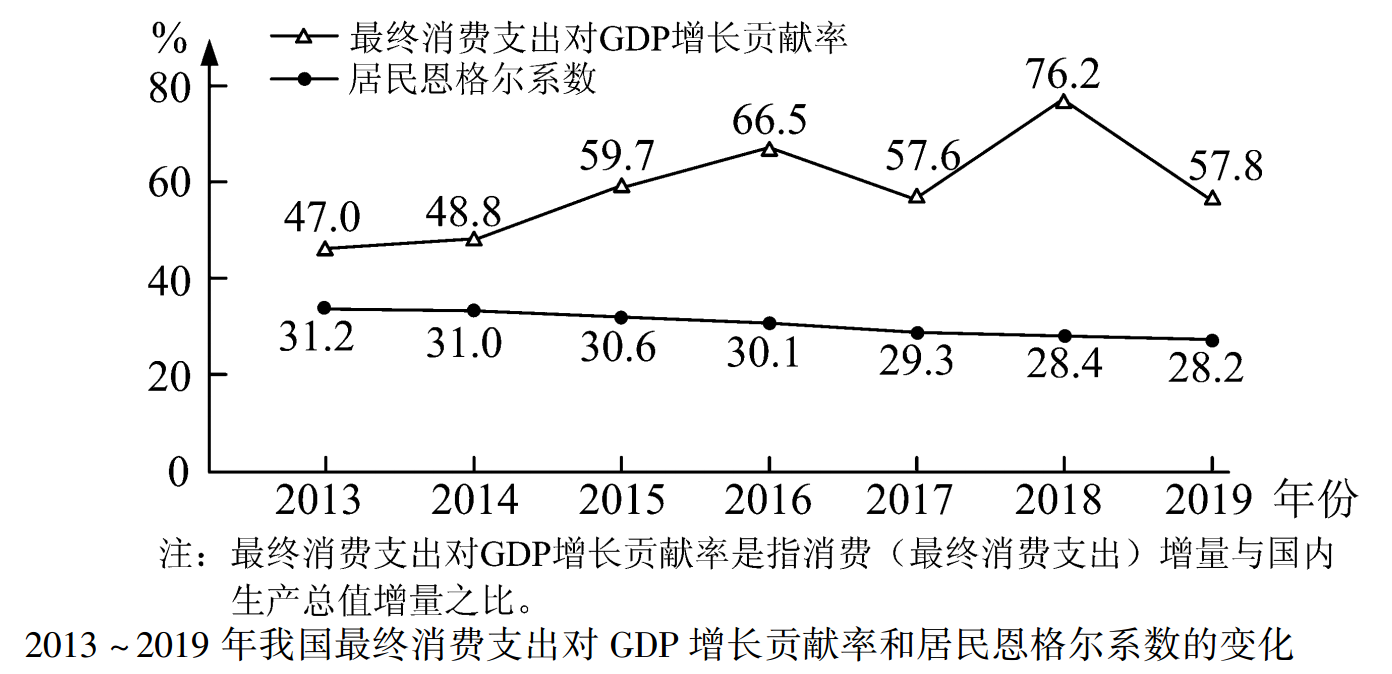 %
最终消费支出对GDP增长贡献率
居民恩格尔系数
80
60
40
20
0
47.0 48.8 59.7 66.5 57.6 76.2 57.8
31.2 31.0 30.6 30.1 29.3 28.4 28.2
2013 2014 2015 2016 2017 2018 2019 年份
注：最终消费支出对GDP增长贡献率是指消费（最终消费支出）增量与国内
生产总值增量之比。
2013～2019年我国最终消费支出对GDP增长贡献率和居民恩格尔系数的变化